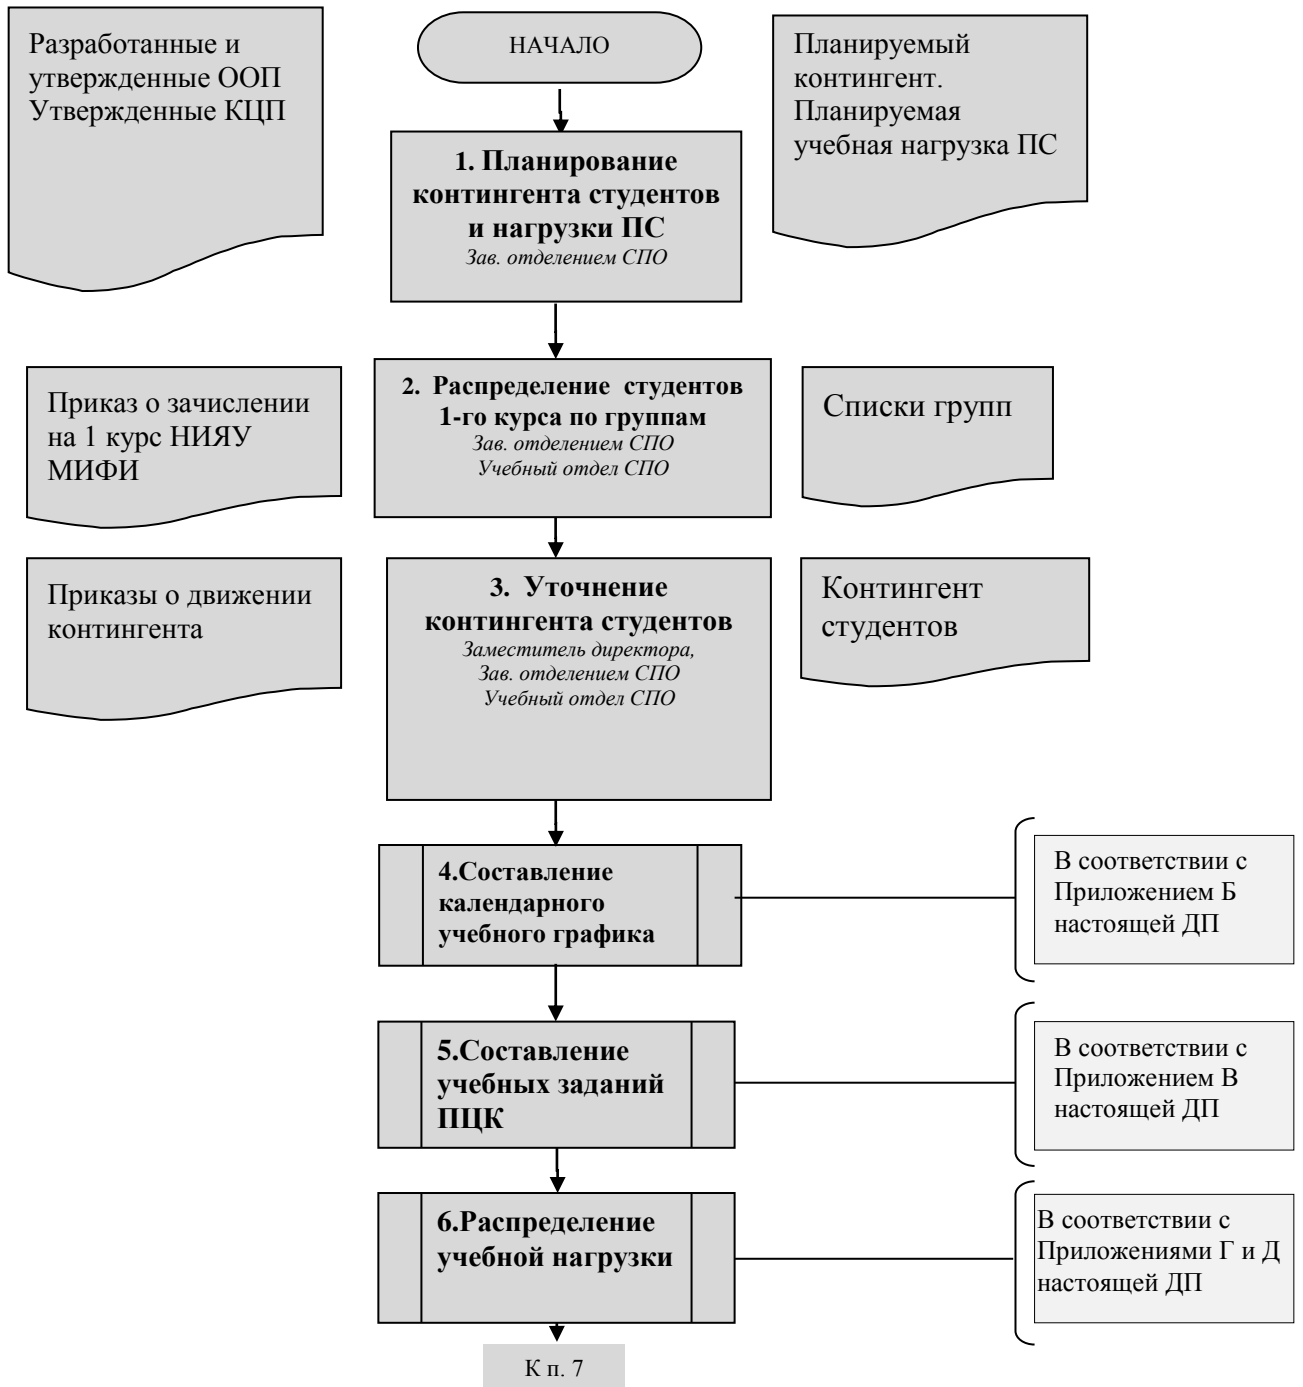 Разработанные и
утвержденные ООП
Утвержденные КЦП
НАЧАЛО
Планируемый
контингент.
Планируемая
учебная нагрузка ПС
1. Планирование
контингента студентов
и нагрузки ПС
Зав. отделением СПО
Приказ о зачислении
на 1 курс НИЯУ
МИФИ
2. Распределение студентов
1-го курса по группам
Зав. отделением СПО
Учебный отдел СПО
Списки групп
Приказы о движении
контингента
3. Уточнение
контингента студентов
Заместитель директора,
Зав. отделением СПО
Учебный отдел СПО
Контингент
студентов
4.Составление
календарного
учебного графика
В соответствии с
Приложением Б
настоящей ДП
5.Составление
учебных заданий
ПЦК
В соответствии с
Приложением В
настоящей ДП
6.Распределение
учебной нагрузки
В соответствии с
Приложениями Г и Д
настоящей ДП
К п. 7